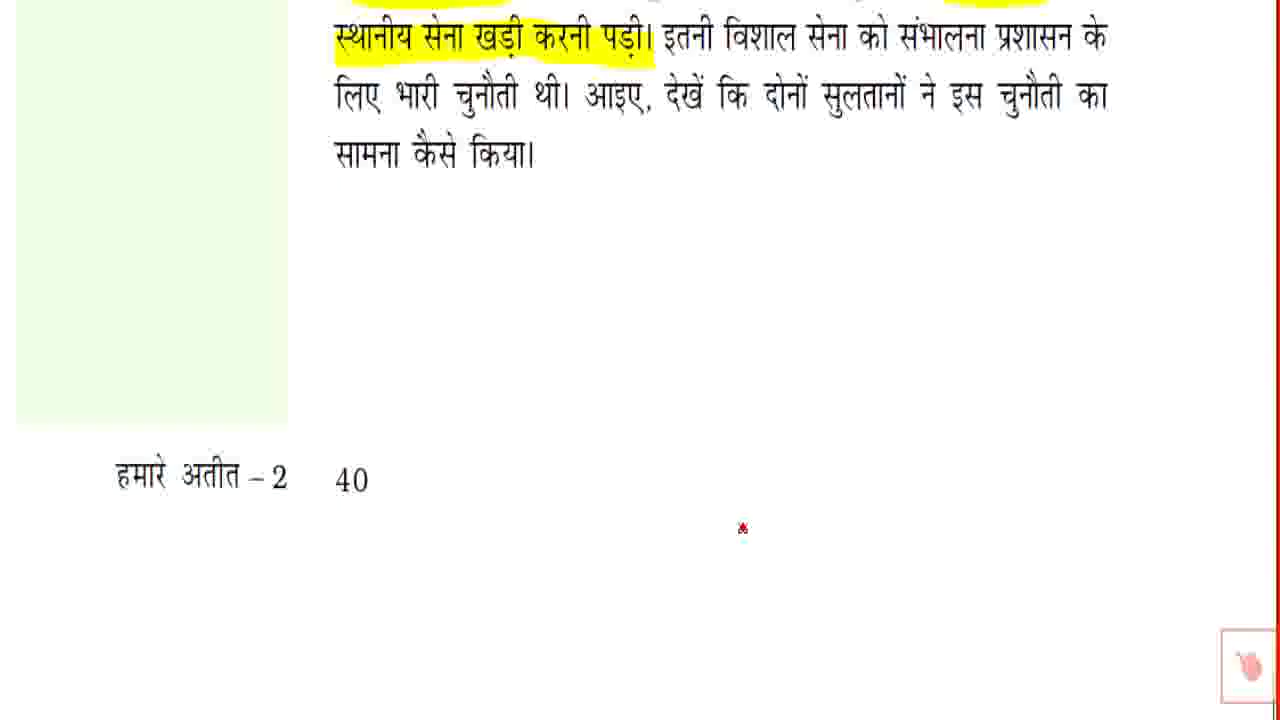 स्थानीय सेना खड़ी करनी पड़ी। इतनी विशाल सेना को संभालना प्रशासन के
लिए भारी चुनौती थी। आइए, देखें कि दोनों सुलतानों ने इस चुनौती का
सामना कैसे किया।
हमारे अतीत – 2 40